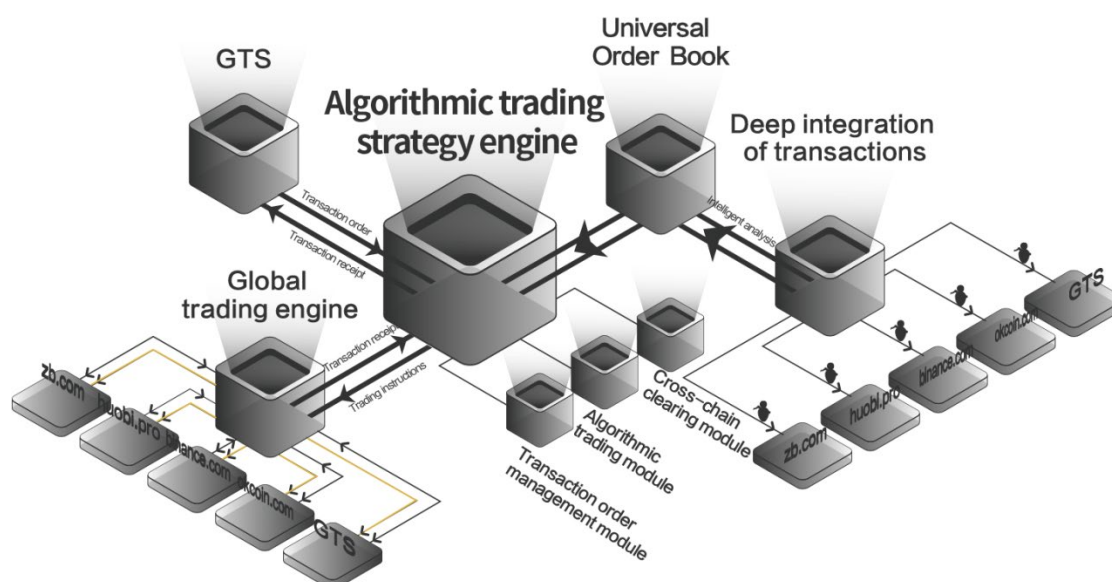 Universal
Order Book
GTS
Algorithmic trading
strategy engine
Deep integration
of transactions
Transaction order
Transaction receipt
Intelligent analysis
Global
trading engine
Transaction receipt
Trading instructions
GTS
okcoin.com
binance.com
huobl.pro
zb.com
Cross-chain
clearing module
Algorithmic
trading module
Transaction order
management module
zb.com
huobl.pro
binance.com
okcoin.com
GTS